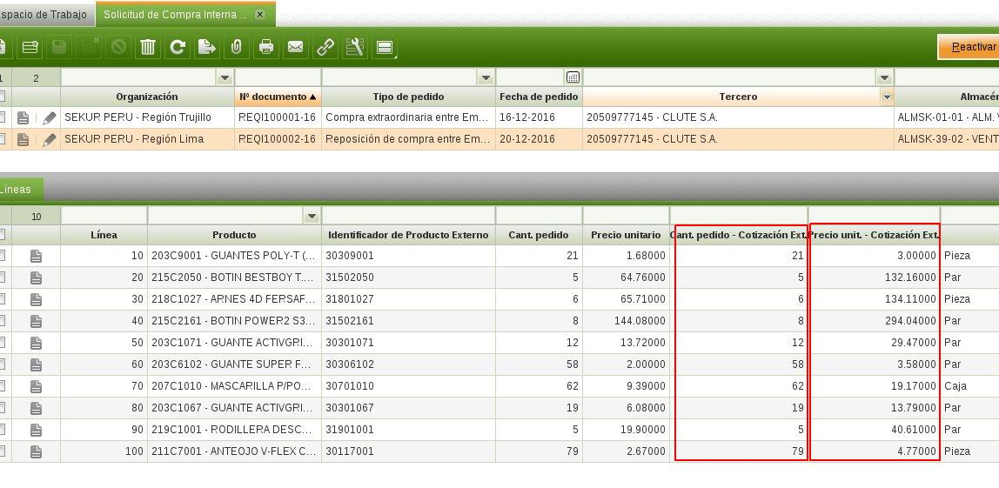 spacio de Trabajo Solicitud de Compra Interna ...
Reactivar
2
Organización Nº documento Tipo de pedido Fecha de pedido Tercero Almacén
SEKUR PERU - Región Trujillo REQI100001-16 Compra extraordinaria entre Em... 16-12-2016 20509777145 - CLUTE S.A. ALMSK-01-01 - ALM.
SEKUR PERU - Región Lima REQI100002-16 Reposición de compra entre Em... 20-12-2016 20509777145 - CLUTE S.A. ALMSK-39-02 - VENT
Líneas
10
Línea Producto Identificador de Producto Externo Cant. pedido Precio unitario Cant. pedido - Cotización Ext. Precio unit. - Cotización Ext.
10 203C9001 - GUANTES POLY-T (... 30309001 21 1.68000 21 3.00000 Pieza
20 215C2050 - BOTIN BESTBOY T... 31502050 5 64.76000 5 132.16000 Par
30 218C1027 - ARNES 4D FERSAF... 31801027 6 65.71000 6 134.11000 Pieza
40 215C2161 - BOTIN POWER2 S3... 31502161 8 144.08000 8 294.04000 Par
50 203C1071 - GUANTE ACTIVGRI... 30301071 12 13.72000 12 29.47000 Par
60 203C6102 - GUANTE SUPER F... 30306102 58 2.00000 58 3.58000 Par
70 207C1010 - MASCARILLA P/PO... 30701010 62 9.39000 62 19.17000 Caja
80 203C1067 - GUANTE ACTIVGRI... 30301067 19 6.08000 19 13.79000 Par
90 219C1001 - RODILLERA DESC... 31901001 5 19.90000 5 40.61000 Par
100 211C7001 - ANTEOJO V-FLEX C... 30117001 79 2.67000 79 4.77000 Pieza